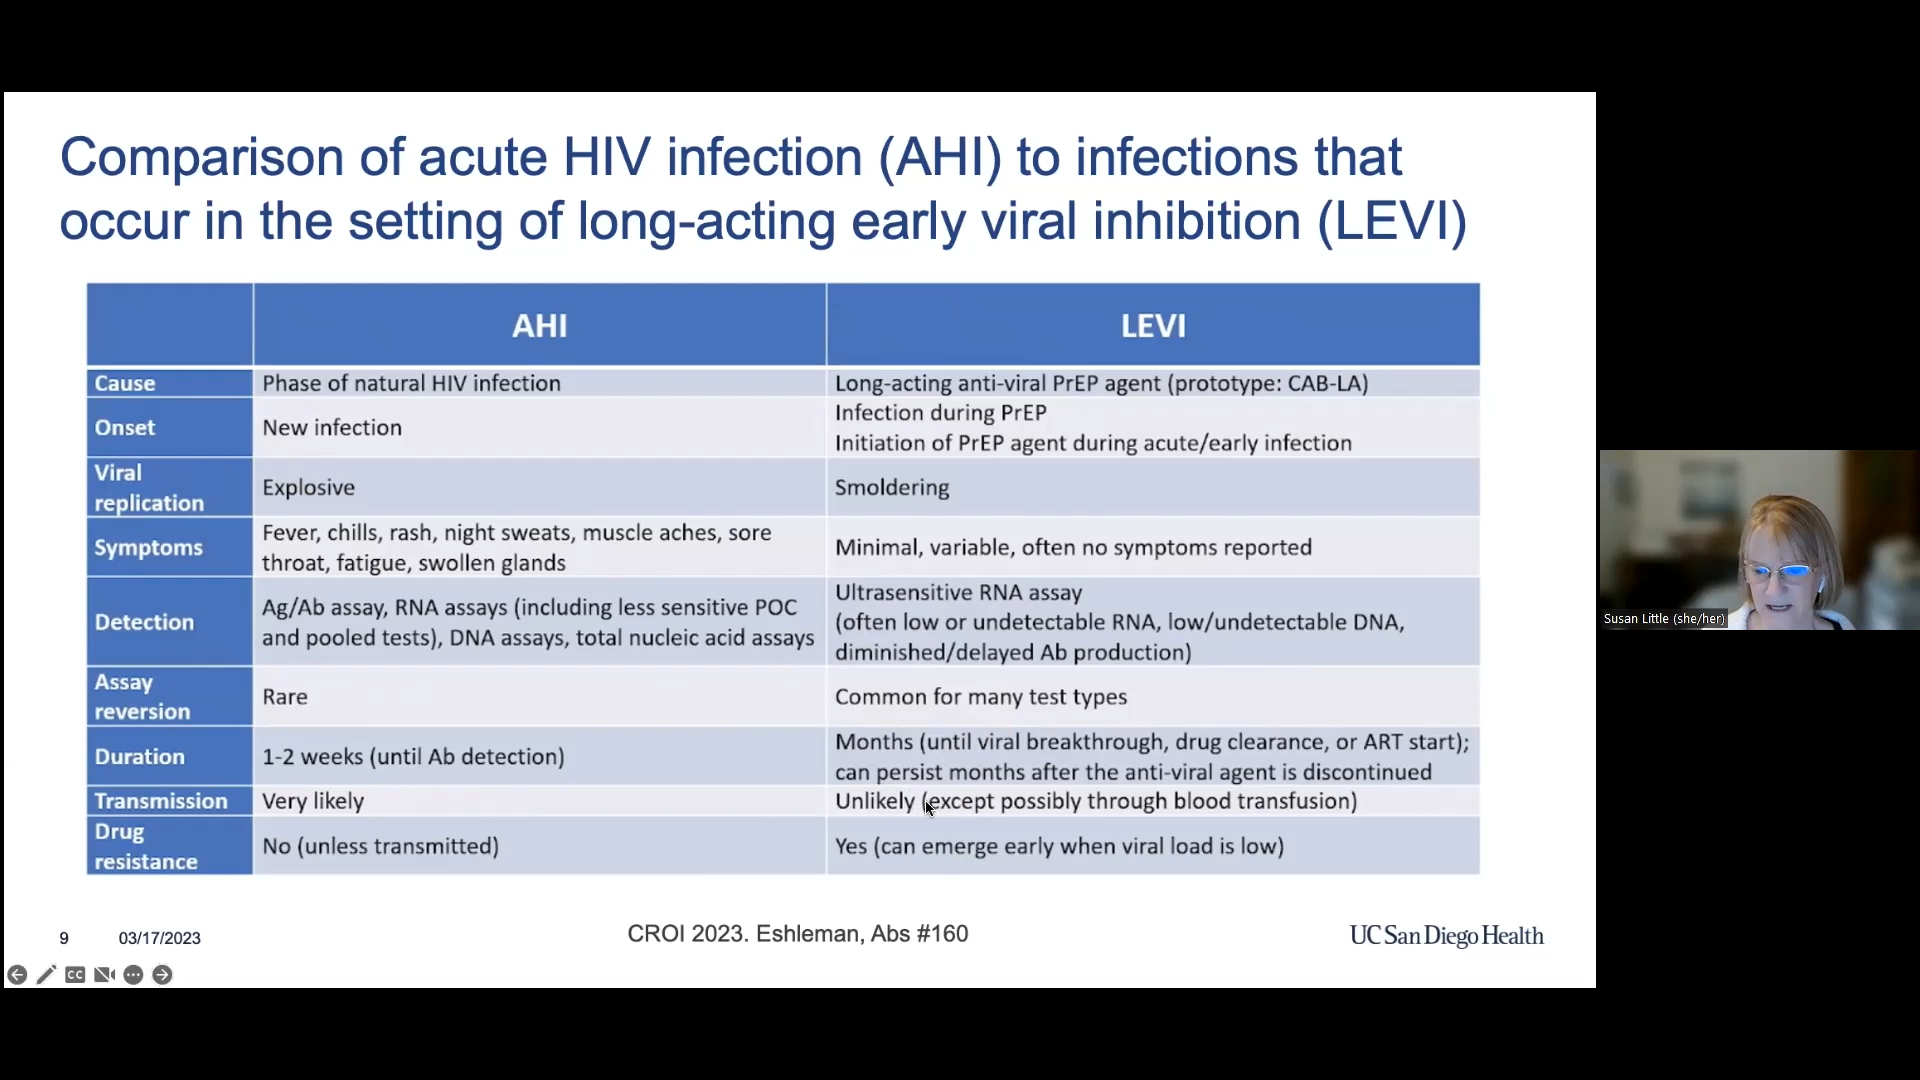 Comparison of acute HIV infection (AHI) to infections that
occur in the setting of long-acting early viral inhibition (LEVI)
AHI
LEVI
Cause
Phase of natural HIV infection
Long-acting anti-viral PrEP agent (prototype: CAB-LA)
Onset
New infection
Infection during PrEP
Initiation of PrEP agent during acute/early infection
Viral
replication
Explosive
Smoldering
Symptoms
Fever, chills, rash, night sweats, muscle aches, sore
throat, fatigue, swollen glands
Minimal, variable, often no symptoms reported
Detection
Ag/Ab assay, RNA assays (including less sensitive POC
and pooled tests), DNA assays, total nucleic acid assays
Ultrasensitive RNA assay
(often low or undetectable RNA, low/undetectable DNA,
diminished/delayed Ab production)
Assay
reversion
Rare
Common for many test types
Duration
1-2 weeks (until Ab detection)
Months (until viral breakthrough, drug clearance, or ART start);
can persist months after the anti-viral agent is discontinued
Transmission
Very likely
Unlikely (except possibly through blood transfusion)
Drug
resistance
No (unless transmitted)
Yes (can emerge early when viral load is low)
9
03/17/2023
CROI 2023. Eshleman, Abs #160
UC San Diego Health
CC
Susan Little (she/her)